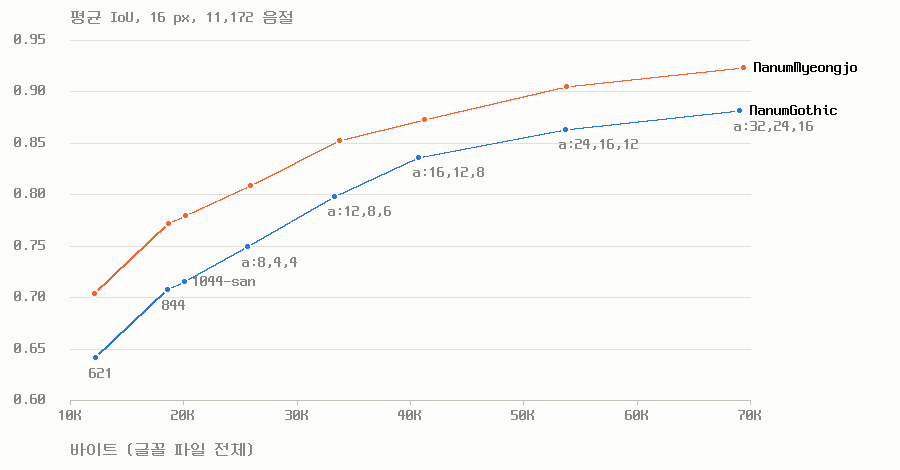 평균 IoU, 16 px, 11,172 음절
0.95
NanumMyeongjo
0.90
NanumGothic
a:32,24,16
0.85
a:24,16,12
a:16,12,8
0.80
a:12,8,6
0.75
a:8,4,4
1044-san
0.70
844
0.65
621
0.60
10K 20K 30K 40K 50K 60K 70K
바이트 (글꼴 파일 전체)